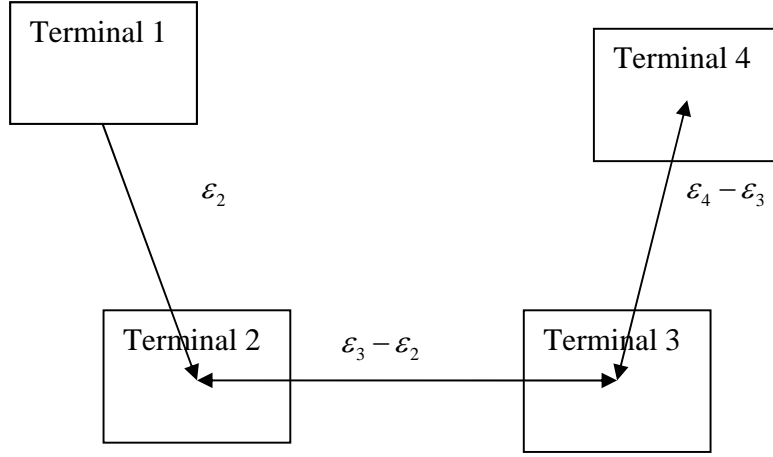 Terminal 1
Terminal 4
ε₂
ε₄ − ε₃
Terminal 2
ε₃ − ε₂
Terminal 3